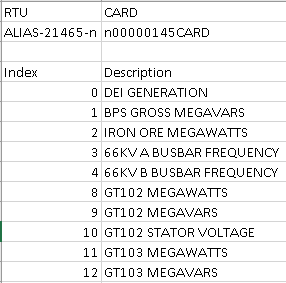 RTU CARD
ALIAS-21465-n n00000145CARD
Index Description
0 DEI GENERATION
1 BPS GROSS MEGAVARS
2 IRON ORE MEGAWATTS
3 66KV A BUSBAR FREQUENCY
4 66KV B BUSBAR FREQUENCY
8 GT102 MEGAWATTS
9 GT102 MEGAVARS
10 GT102 STATOR VOLTAGE
11 GT103 MEGAWATTS
12 GT103 MEGAVARS